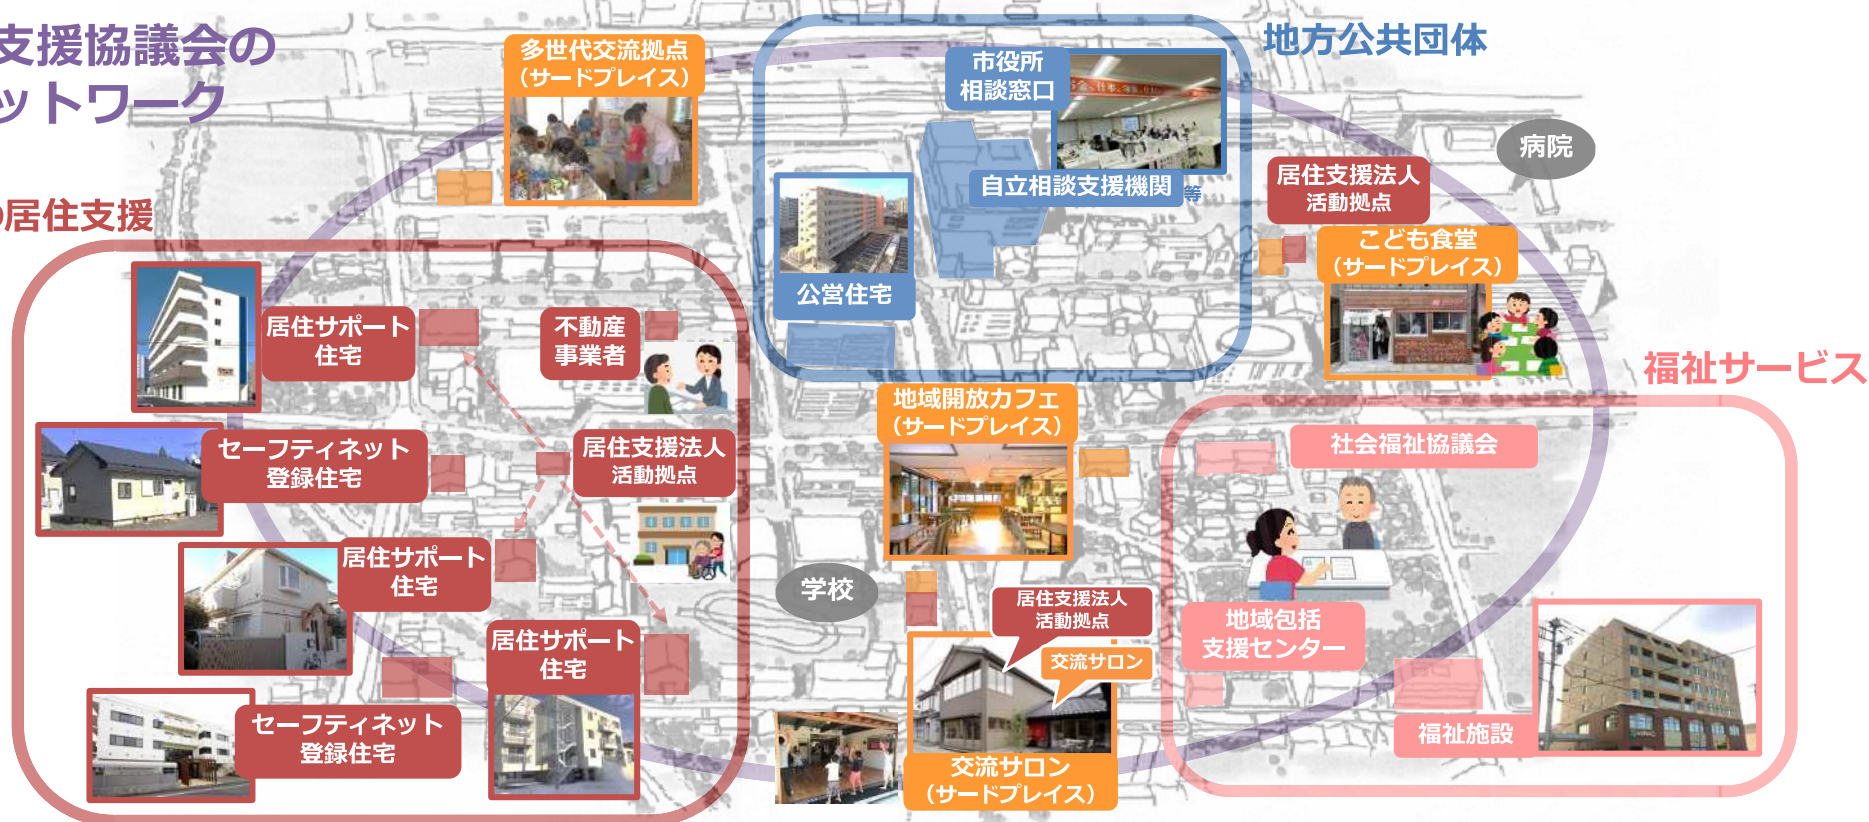 支援協議会の
ットワーク
居住支援
多世代交流拠点
（サードプレイス）
地方公共団体
市役所
相談窓口
自立相談支援機関 等
公営住宅
病院
居住支援法人
活動拠点
こども食堂
（サードプレイス）
居住サポート
住宅
不動産
事業者
セーフティネット
登録住宅
居住支援法人
活動拠点
居住サポート
住宅
居住サポート
住宅
セーフティネット
登録住宅
地域開放カフェ
（サードプレイス）
学校
居住支援法人
活動拠点
交流サロン
交流サロン
（サードプレイス）
福祉サービス
社会福祉協議会
地域包括
支援センター
福祉施設